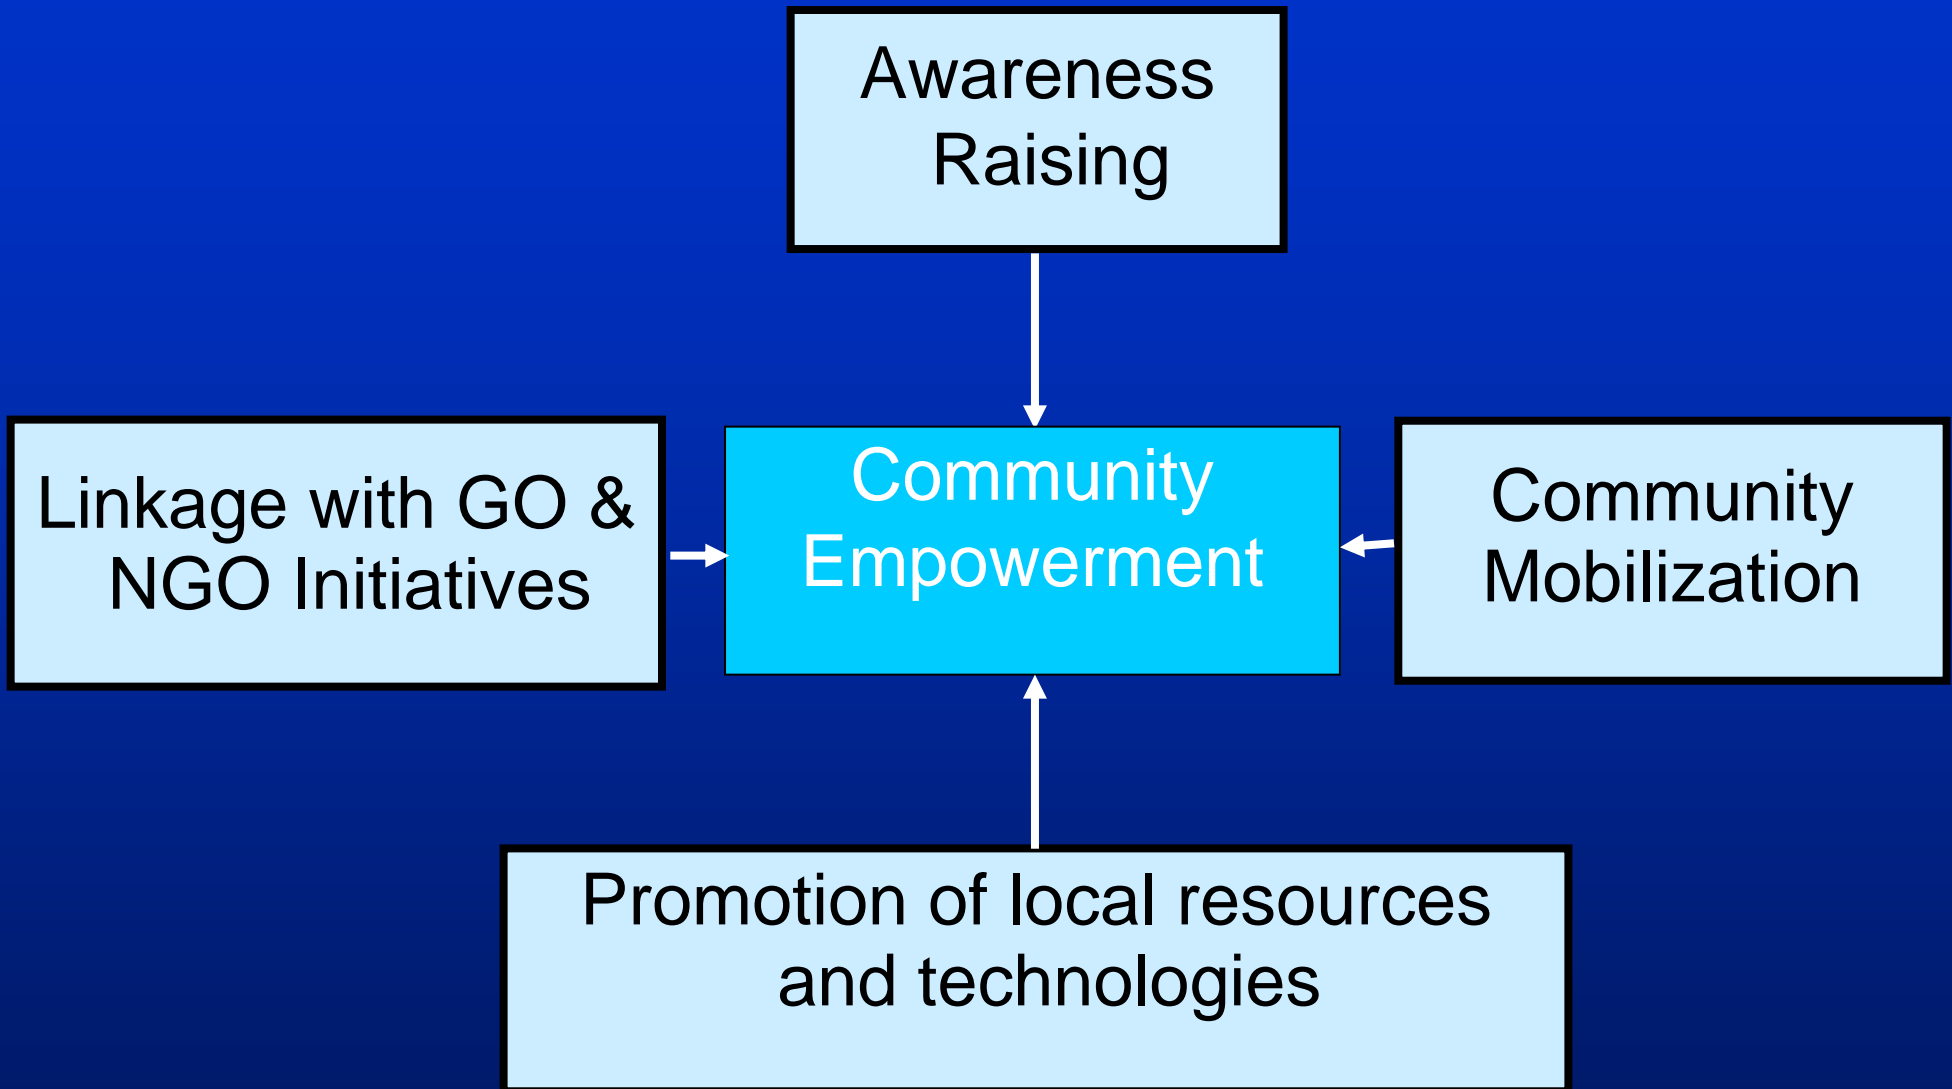 Awareness
Raising
Linkage with GO &
NGO Initiatives
Community
Empowerment
Community
Mobilization
Promotion of local resources
and technologies